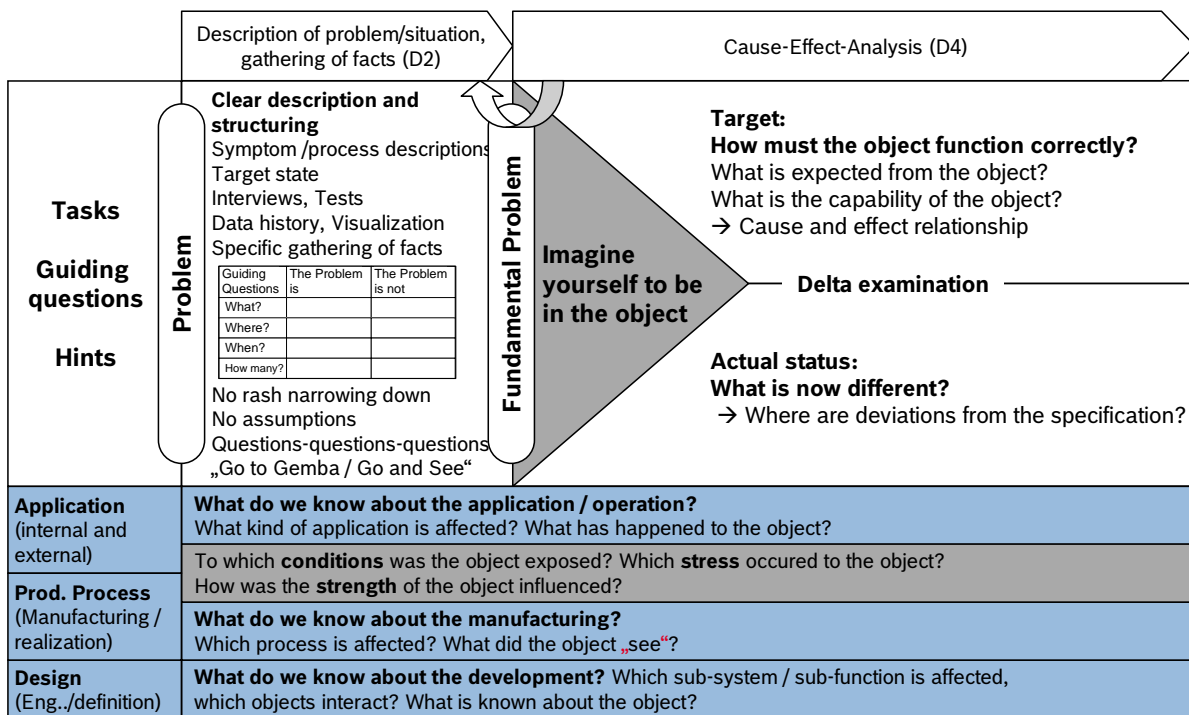 Description of problem/situation,
gathering of facts (D2)
Cause-Effect-Analysis (D4)
Tasks
Guiding
questions
Hints
Problem
Clear description and
structuring
Symptom /process descriptions
Target state
Interviews, Tests
Data history, Visualization
Specific gathering of facts
Guiding Questions | The Problem is | The Problem is not
What?
Where?
When?
How many?
No rash narrowing down
No assumptions
Questions-questions-questions
„Go to Gemba / Go and See“
Fundamental Problem
Imagine
yourself to be
in the object
Target:
How must the object function correctly?
What is expected from the object?
What is the capability of the object?
→ Cause and effect relationship
Delta examination
Actual status:
What is now different?
→ Where are deviations from the specification?
Application
(internal and
external)
What do we know about the application / operation?
What kind of application is affected? What has happened to the object?
To which conditions was the object exposed? Which stress occured to the object?
How was the strength of the object influenced?
Prod. Process
(Manufacturing /
realization)
What do we know about the manufacturing?
Which process is affected? What did the object „see“?
Design
(Eng../definition)
What do we know about the development? Which sub-system / sub-function is affected,
which objects interact? What is known about the object?